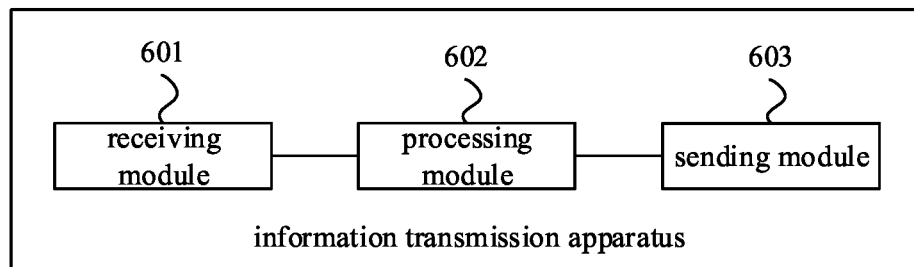 601
602
603
receiving
module
processing
module
sending module
information transmission apparatus